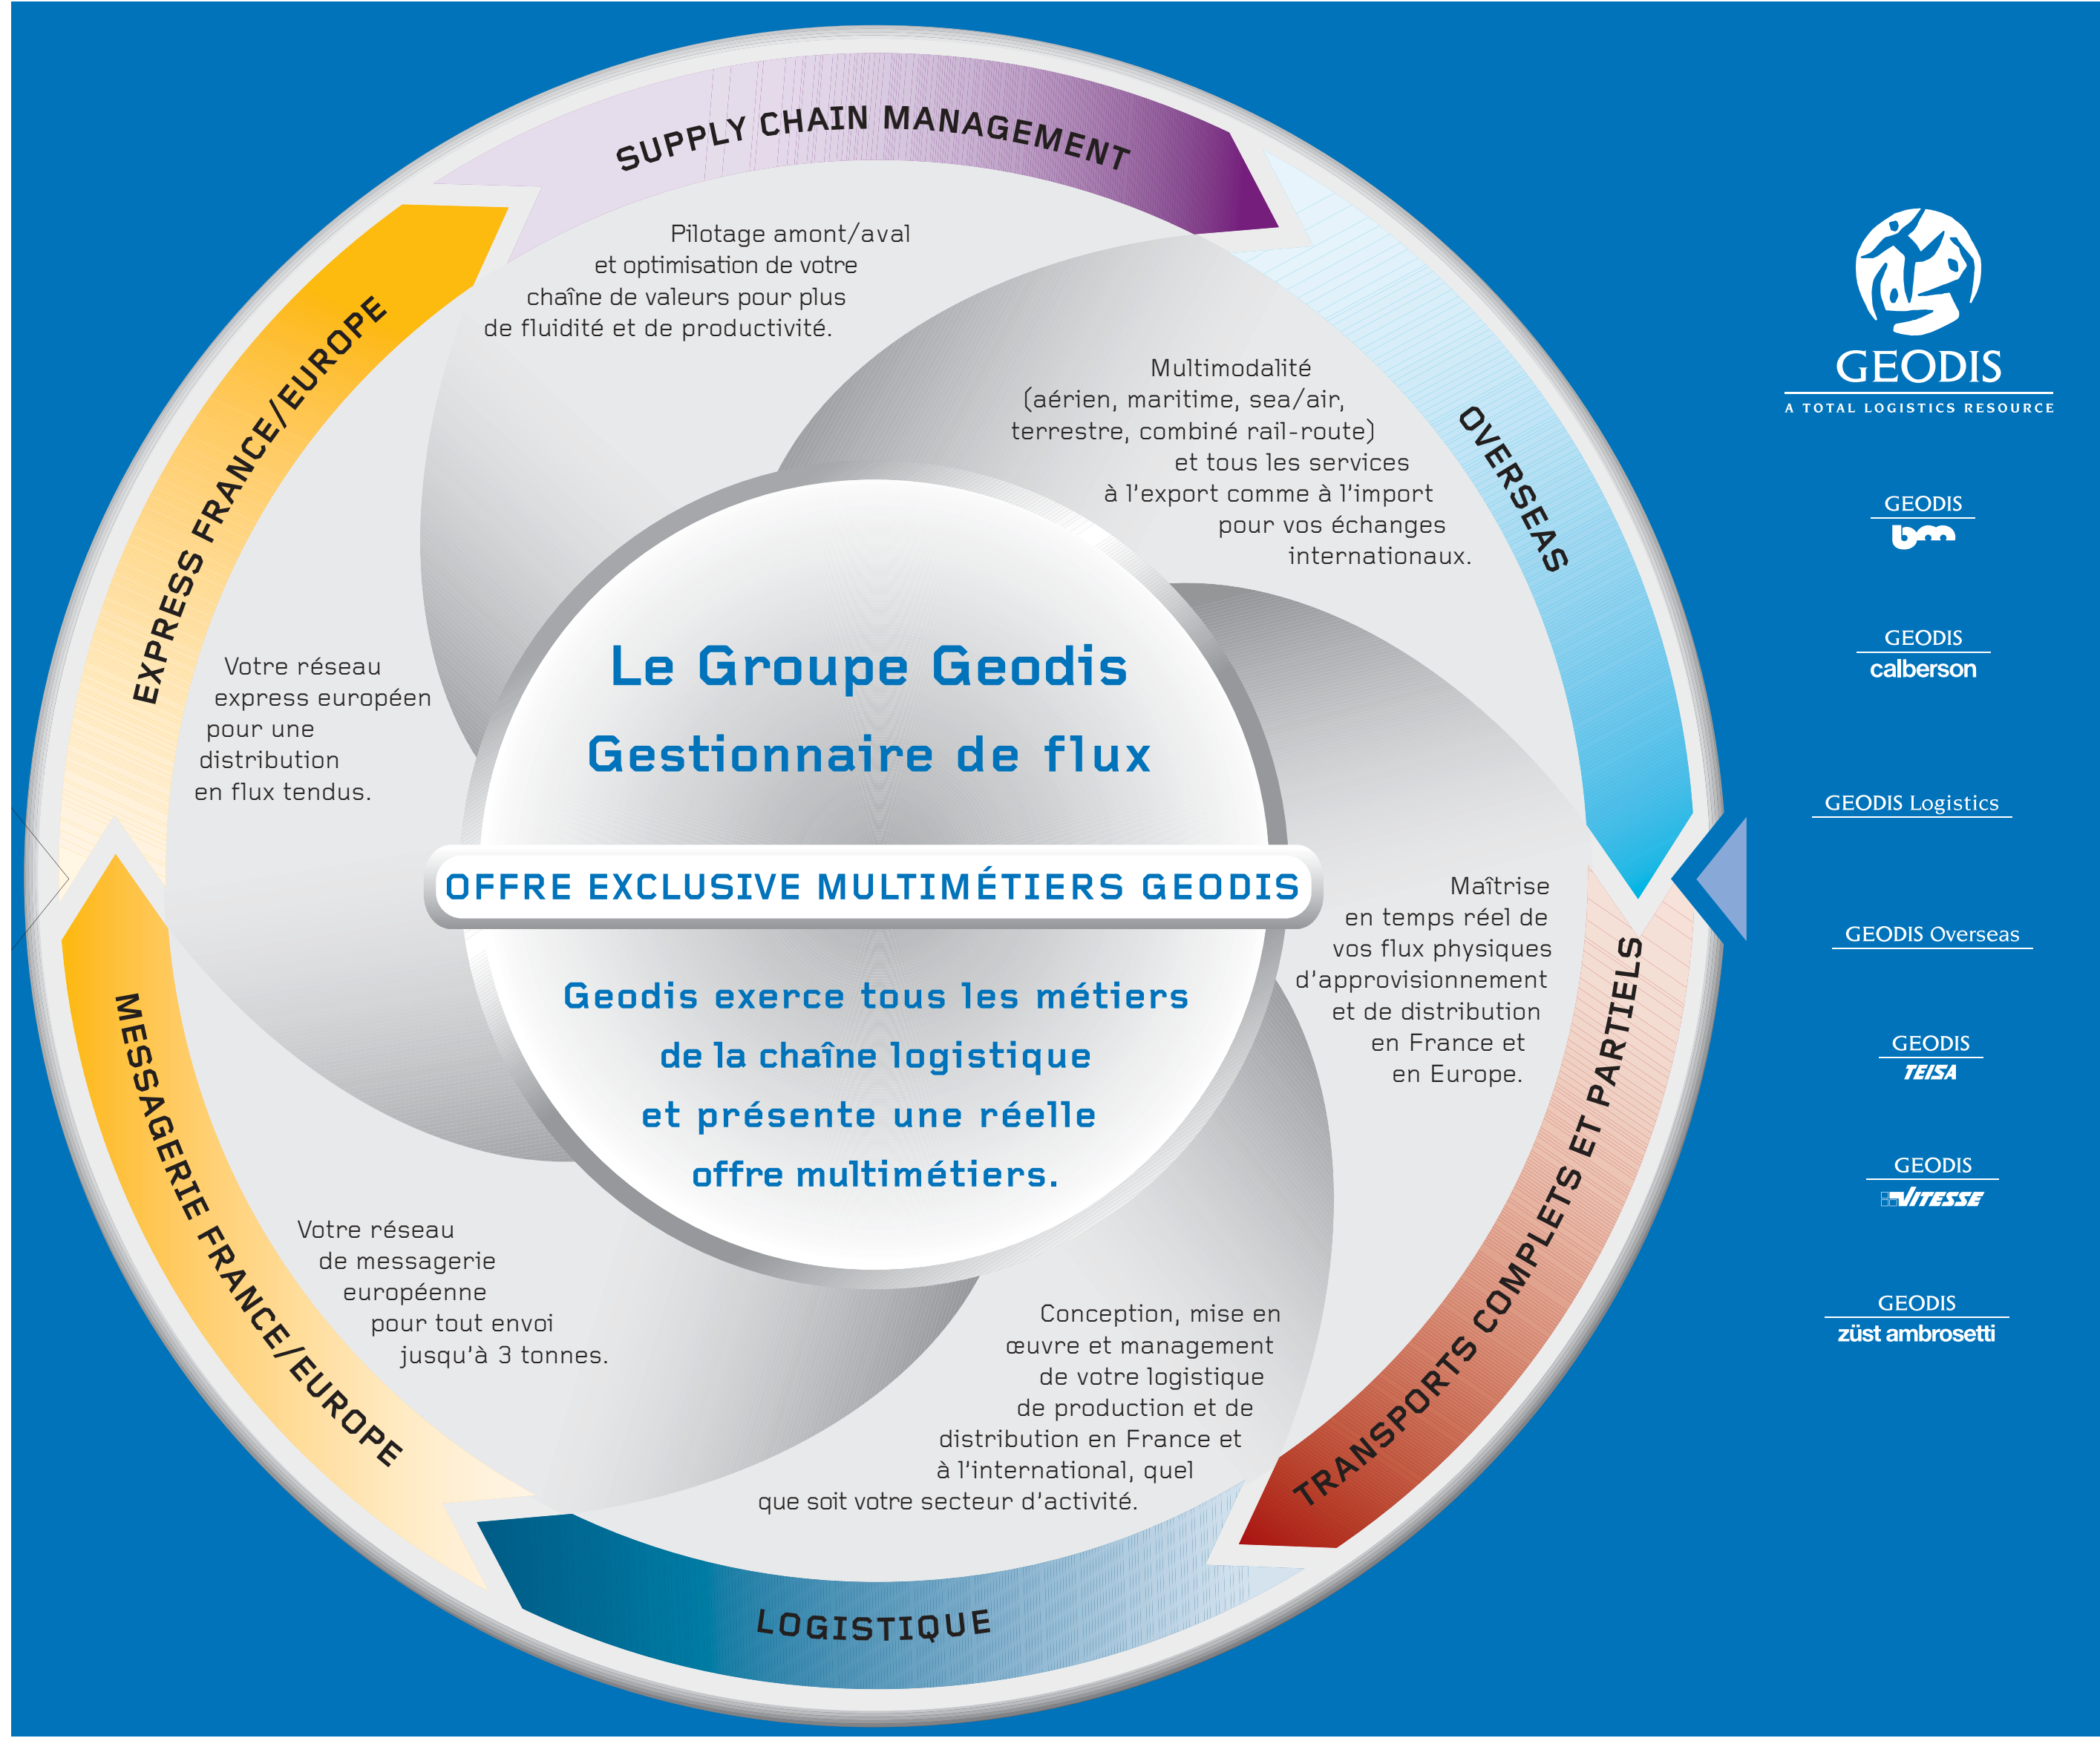 SUPPLY CHAIN MANAGEMENT
Pilotage amont/aval
et optimisation de votre
chaîne de valeurs pour plus
de fluidité et de productivité.
OVERSEAS
Multimodalité
(aérien, maritime, sea/air,
terrestre, combiné rail-route)
et tous les services
à l'export comme à l'import
pour vos échanges
internationaux.
TRANSPORTS COMPLETS ET PARTIELS
Maîtrise
en temps réel de
vos flux physiques
d'approvisionnement
et de distribution
en France et
en Europe.
LOGISTIQUE
Conception, mise en
œuvre et management
de votre logistique
de production et de
distribution en France et
à l'international, quel
que soit votre secteur d'activité.
MESSAGERIE FRANCE/EUROPE
Votre réseau
de messagerie
européenne
pour tout envoi
jusqu'à 3 tonnes.
EXPRESS FRANCE/EUROPE
Votre réseau
express européen
pour une
distribution
en flux tendus.
Le Groupe Geodis
Gestionnaire de flux
OFFRE EXCLUSIVE MULTIMÉTIERS GEODIS
Geodis exerce tous les métiers
de la chaîne logistique
et présente une réelle
offre multimétiers.
GEODIS
A TOTAL LOGISTICS RESOURCE
GEODIS
bm
GEODIS
calberson
GEODIS Logistics
GEODIS Overseas
GEODIS
TEISA
GEODIS
VITESSE
GEODIS
züst ambrosetti